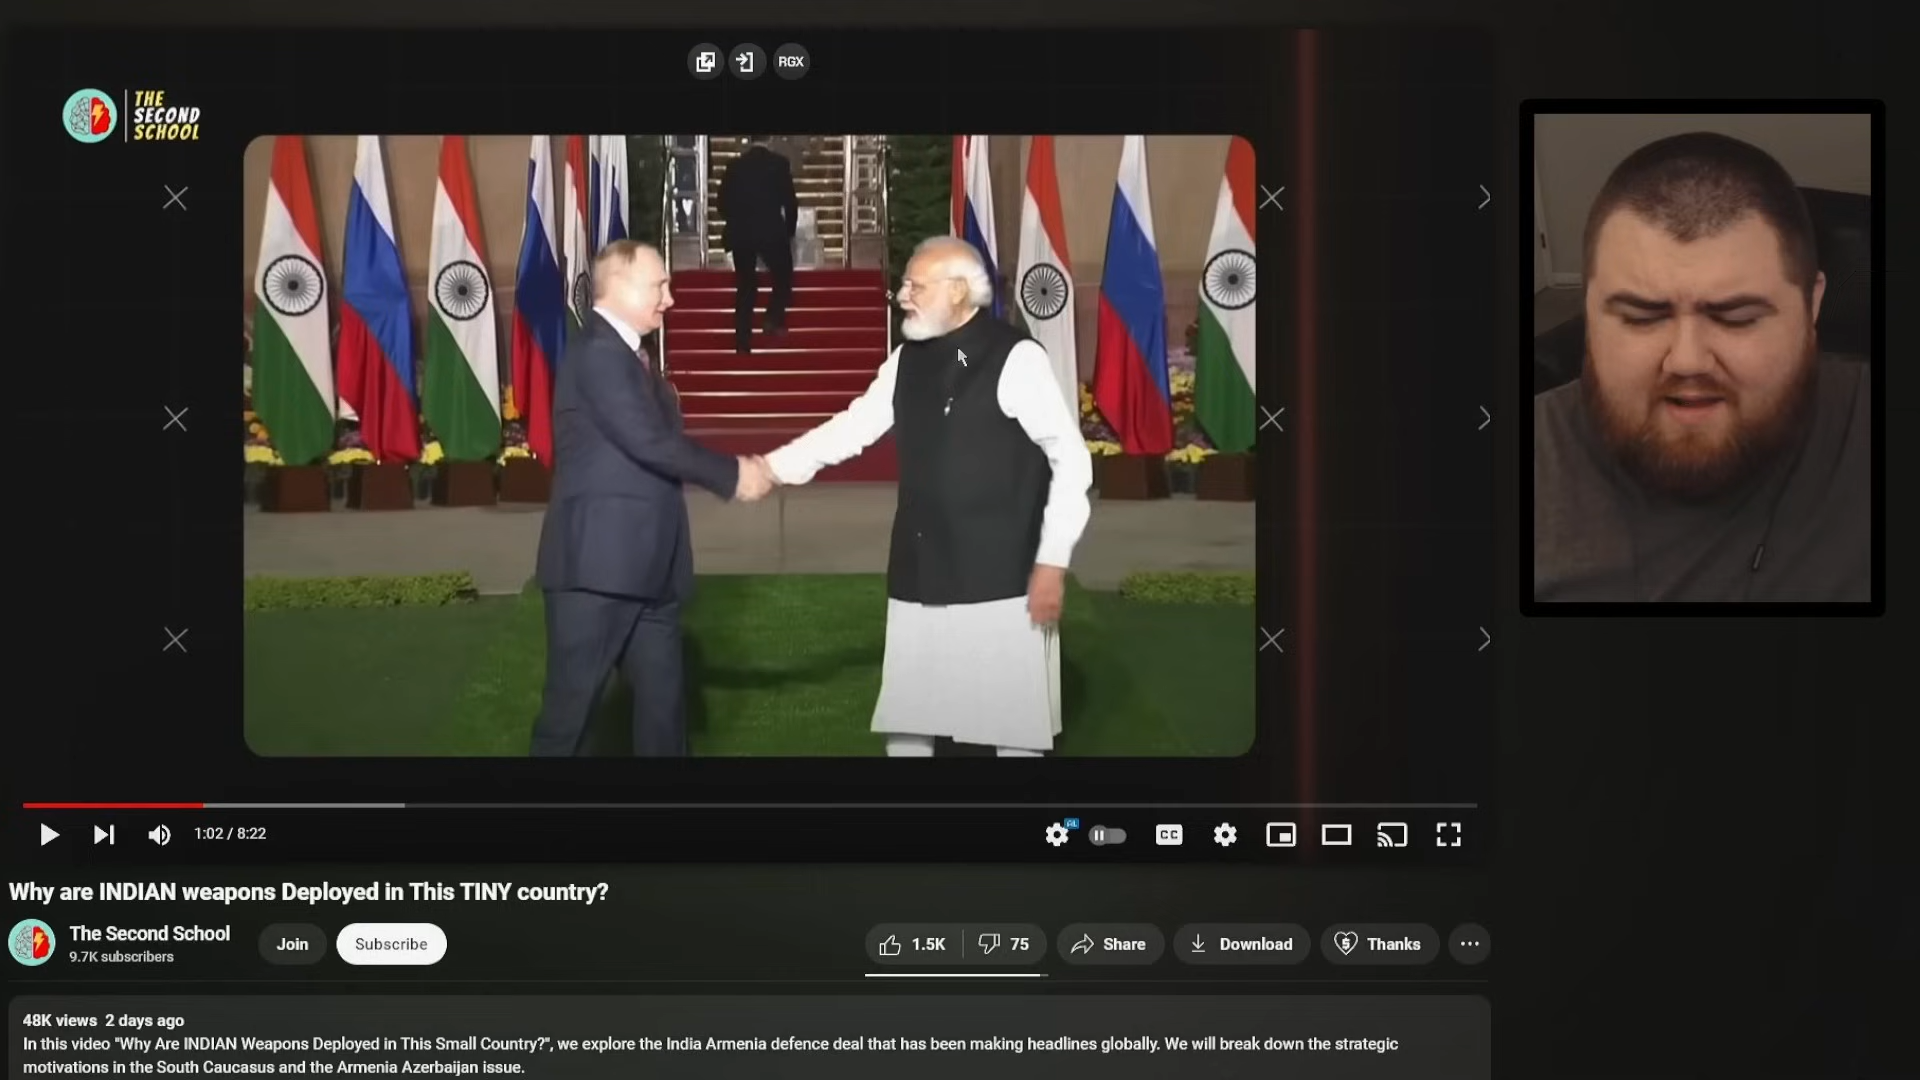 RGX
THE
SECOND
SCHOOL
1:02 / 8:22
CC
Why are INDIAN weapons Deployed in This TINY country?
The Second School
9.7K subscribers
Join
Subscribe
1.5K
75
Share
Download
Thanks
48K views 2 days ago
In this video "Why Are INDIAN Weapons Deployed in This Small Country?", we explore the India Armenia defence deal that has been making headlines globally. We will break down the strategic
motivations in the South Caucasus and the Armenia Azerbaijan issue.